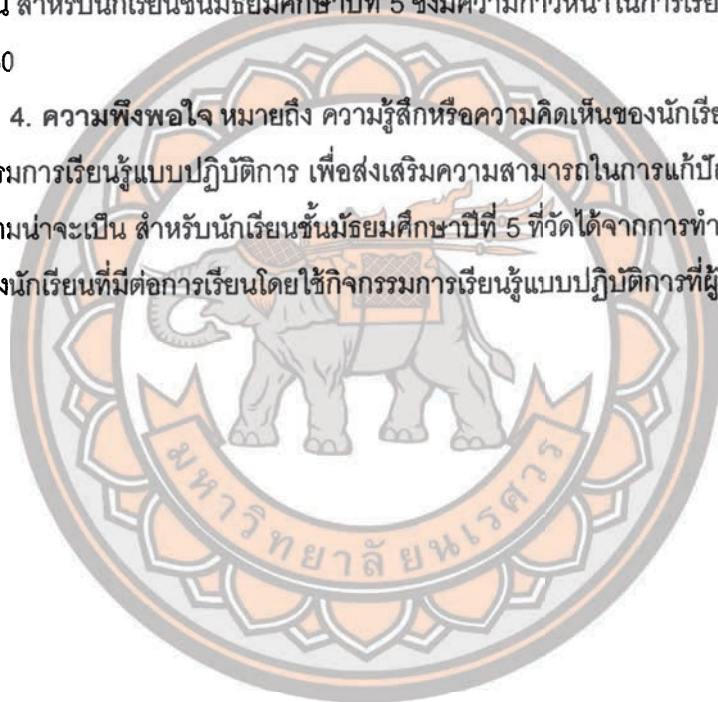 น สำหรับนักเรียนชั้นมัธยมศึกษาปีที่ 5 ซึ่งมีความก้าวหน้าในการเรีย
0
4. ความพึงพอใจ หมายถึง ความรู้สึกหรือความคิดเห็นของนักเรีย
รมการเรียนรู้แบบปฏิบัติการ เพื่อส่งเสริมความสามารถในการแก้ปั
ามน่าจะเป็น สำหรับนักเรียนชั้นมัธยมศึกษาปีที่ 5 ที่วัดได้จากการทำ
งนักเรียนที่มีต่อการเรียนโดยใช้กิจกรรมการเรียนรู้แบบปฏิบัติการที่ผู้
มหาวิทยาลัยนเรศวร